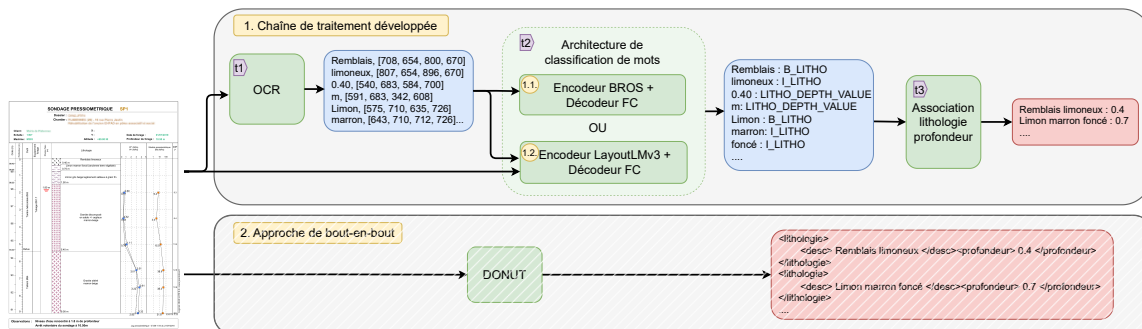 1. Chaîne de traitement développée
t1
OCR
Remblais, [708, 654, 800, 670]
limoneux, [807, 654, 896, 670]
0.40, [540, 683, 584, 700]
m, [591, 683, 342, 608]
Limon, [575, 710, 635, 726]
marron, [643, 710, 712, 726]...
t2
Architecture de
classification de mots
1.1.
Encodeur BROS +
Décodeur FC
OU
1.2.
Encodeur LayoutLMv3 +
Décodeur FC
Remblais : B_LITHO
limoneux : I_LITHO
0.40 : LITHO_DEPTH_VALUE
m: LITHO_DEPTH_VALUE
Limon : B_LITHO
marron: I_LITHO
foncé : I_LITHO
....
t3
Association
lithologie
profondeur
Remblais limoneux : 0.4
Limon marron foncé : 0.7
....
SONDAGE PRESSIOMETRIQUE SP1
2. Approche de bout-en-bout
DONUT
<lithologie>
<desc> Remblais limoneux </desc><profondeur> 0.4 </profondeur>
</lithologie>
<lithologie>
<desc> Limon marron foncé </desc><profondeur> 0.7 </profondeur>
</lithologie>
....